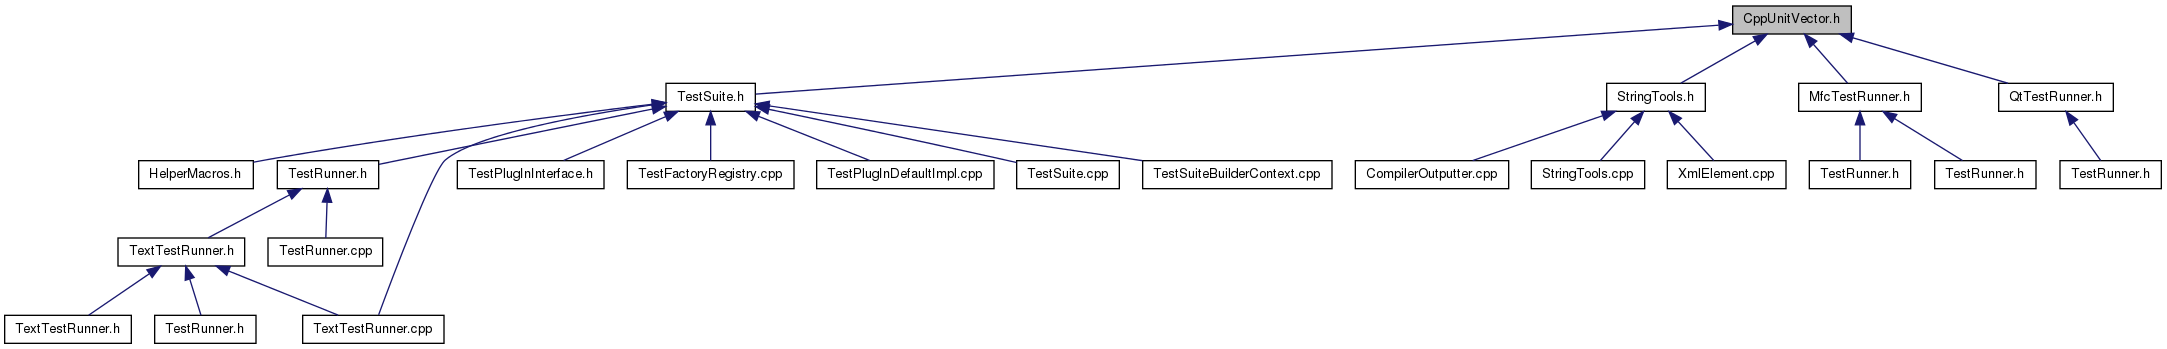 CppUnitVector.h
TestSuite.h
StringTools.h
MfcTestRunner.h
QtTestRunner.h
HelperMacros.h
TestRunner.h
TestPlugInInterface.h
TestFactoryRegistry.cpp
TestPlugInDefaultImpl.cpp
TestSuite.cpp
TestSuiteBuilderContext.cpp
CompilerOutputter.cpp
StringTools.cpp
XmlElement.cpp
TestRunner.h
TestRunner.h
TestRunner.h
TextTestRunner.h
TestRunner.cpp
TextTestRunner.h
TestRunner.h
TextTestRunner.cpp